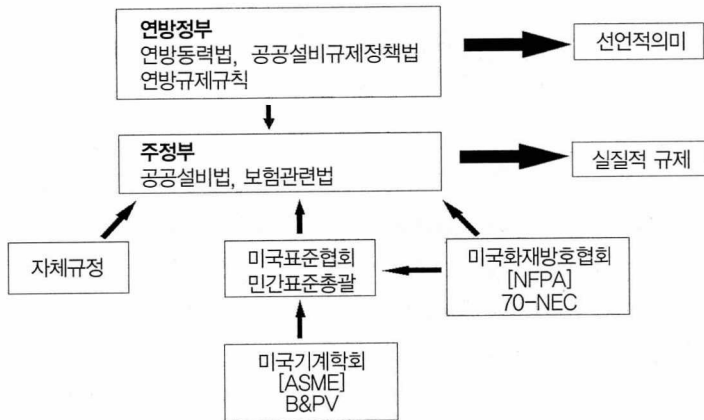 연방정부
연방동력법, 공공설비규제정책법
연방규제규칙
선언적의미
주정부
공공설비법, 보험관련법
실질적 규제
자체규정
미국표준협회
민간표준총괄
미국화재방호협회
[NFPA]
70-NEC
미국기계학회
[ASME]
B&PV